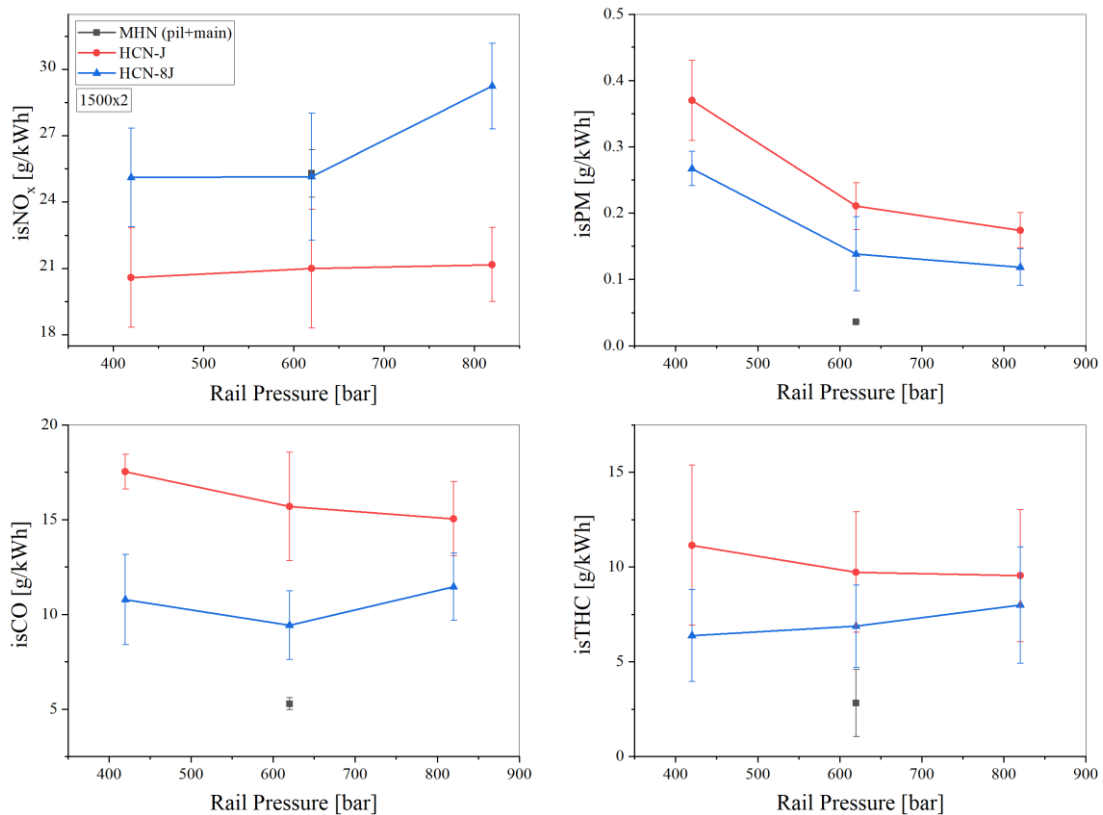 MHN (pil+main)
HCN-J
HCN-8J
1500x2
isNOₓ [g/kWh]
30
27
24
21
18
400 500 600 700 800
Rail Pressure [bar]
isPM [g/kWh]
0.5
0.4
0.3
0.2
0.1
0.0
400 500 600 700 800 900
Rail Pressure [bar]
isCO [g/kWh]
20
15
10
5
400 500 600 700 800 900
Rail Pressure [bar]
isTHC [g/kWh]
15
10
5
0
400 500 600 700 800 900
Rail Pressure [bar]